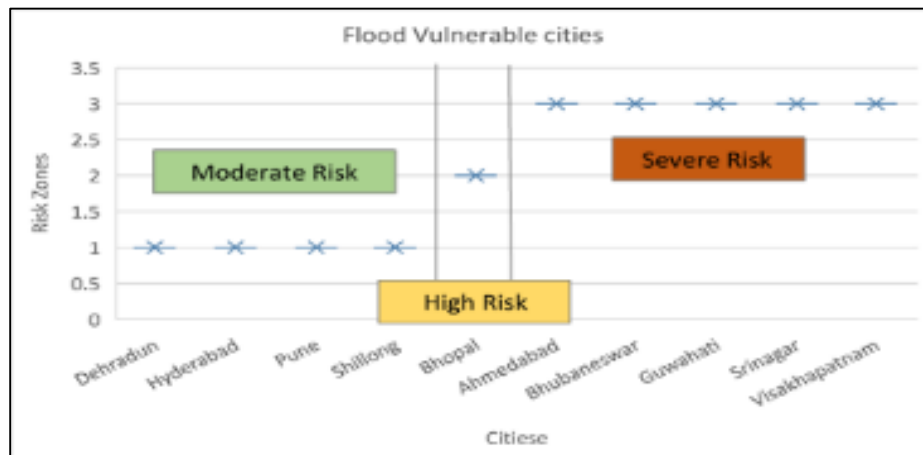 Flood Vulnerable cities
3.5
3
2.5
2
1.5
1
0.5
0
Risk Zones
Moderate Risk
Severe Risk
High Risk
Dehradun
Hyderabad
Pune
Shillong
Bhopal
Ahmedabad
Bhubaneswar
Guwahati
Srinagar
Visakhapatnam
Citiese